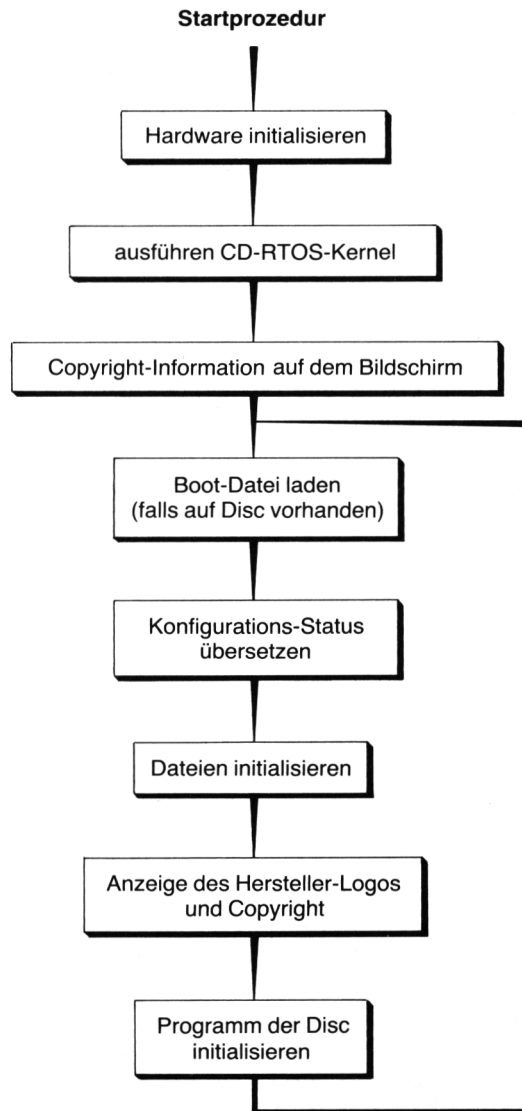 Startprozedur
Hardware initialisieren
ausführen CD-RTOS-Kernel
Copyright-Information auf dem Bildschirm
Boot-Datei laden
(falls auf Disc vorhanden)
Konfigurations-Status
übersetzen
Dateien initialisieren
Anzeige des Hersteller-Logos
und Copyright
Programm der Disc
initialisieren